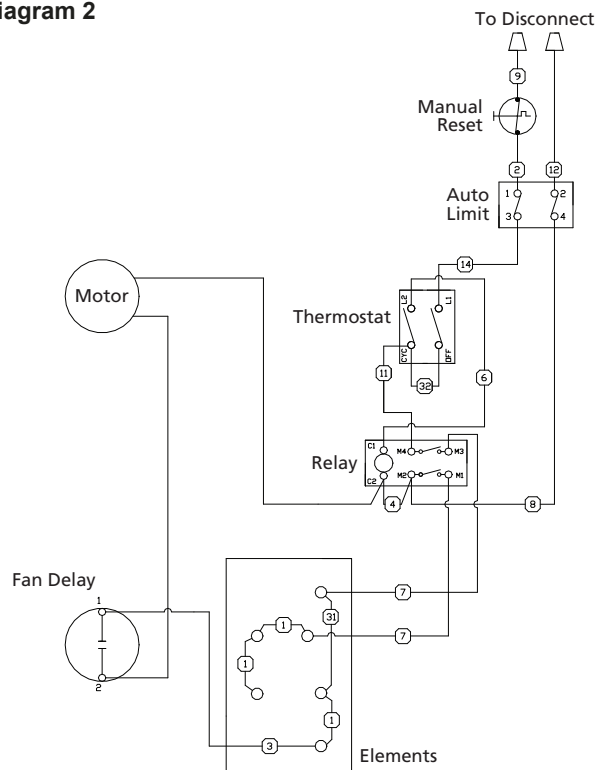 iagram 2
To Disconnect
9
Manual
Reset
2
12
Auto
Limit
1
2
3
4
14
Motor
L2
L1
Thermostat
CYC
OFF
11
32
6
C1
M4
M3
Relay
C2
M2
M1
4
8
Fan Delay
1
2
7
31
1
7
1
1
3
Elements